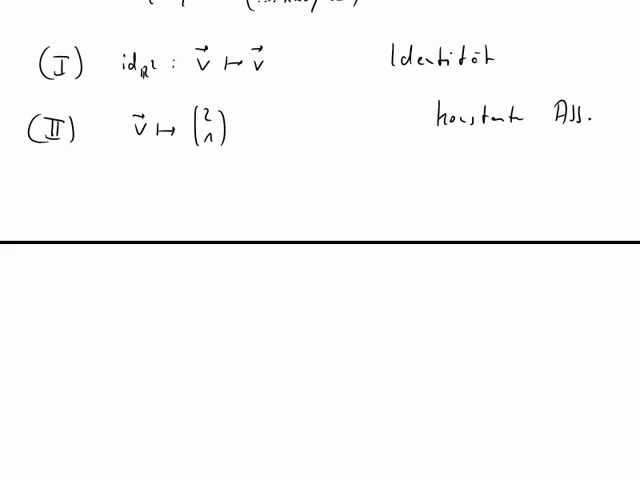 (I) id_ℝ² : v⃗ ↦ v⃗ Identität
(II) v⃗ ↦ (2 1) konstante Abb.